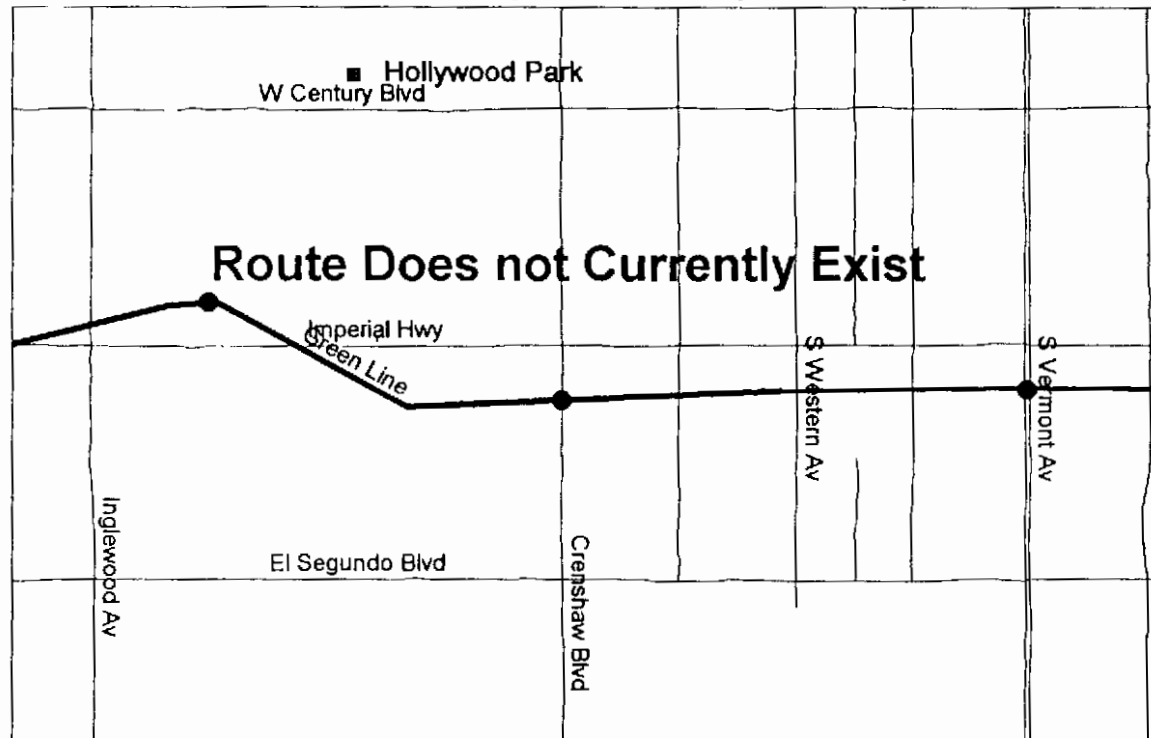 Hollywood Park
W Century Blvd
Route Does not Currently Exist
Imperial Hwy
Green Line
S Western Av
S Vermont Av
Inglewood Av
El Segundo Blvd
Crenshaw Blvd